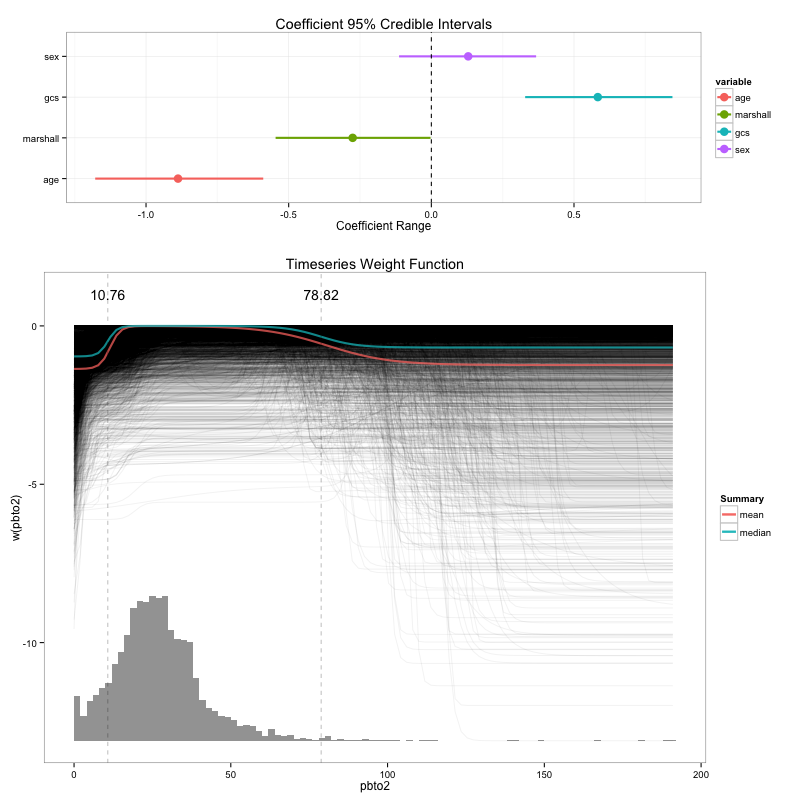 Coefficient 95% Credible Intervals
sex
gcs
marshall
age
-1.0 -0.5 0.0 0.5
Coefficient Range
variable
age
marshall
gcs
sex
Timeseries Weight Function
10.76 78.82
0
-5
-10
w(pbto2)
0 50 100 150 200
pbto2
Summary
mean
median